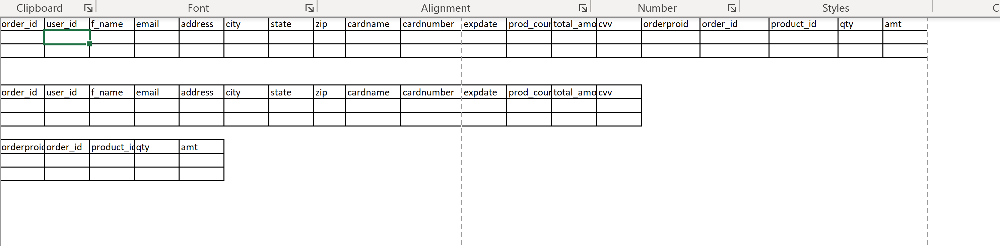 Clipboard Font Alignment Number Styles
order_id user_id f_name email address city state zip cardname cardnumber expdate prod_cour total_amo cvv orderproid order_id product_id qty amt
order_id user_id f_name email address city state zip cardname cardnumber expdate prod_cour total_amo cvv
orderproid order_id product_id qty amt